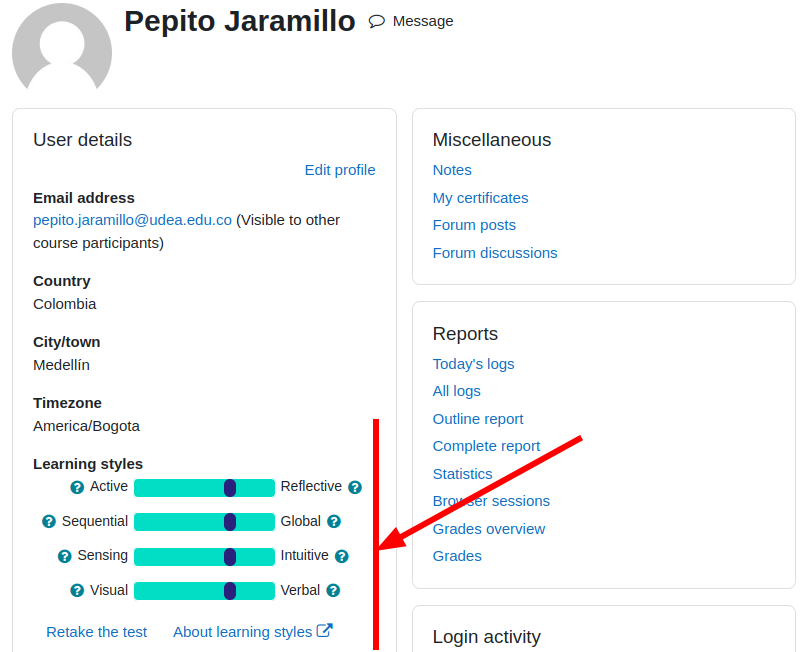 Pepito Jaramillo Message
User details
Edit profile
Email address
pepito.jaramillo@udea.edu.co (Visible to other
course participants)
Country
Colombia
City/town
Medellín
Timezone
America/Bogota
Learning styles
? Active Reflective ?
? Sequential Global ?
? Sensing Intuitive ?
? Visual Verbal ?
Retake the test About learning styles
Miscellaneous
Notes
My certificates
Forum posts
Forum discussions
Reports
Today's logs
All logs
Outline report
Complete report
Statistics
Browser sessions
Grades overview
Grades
Login activity